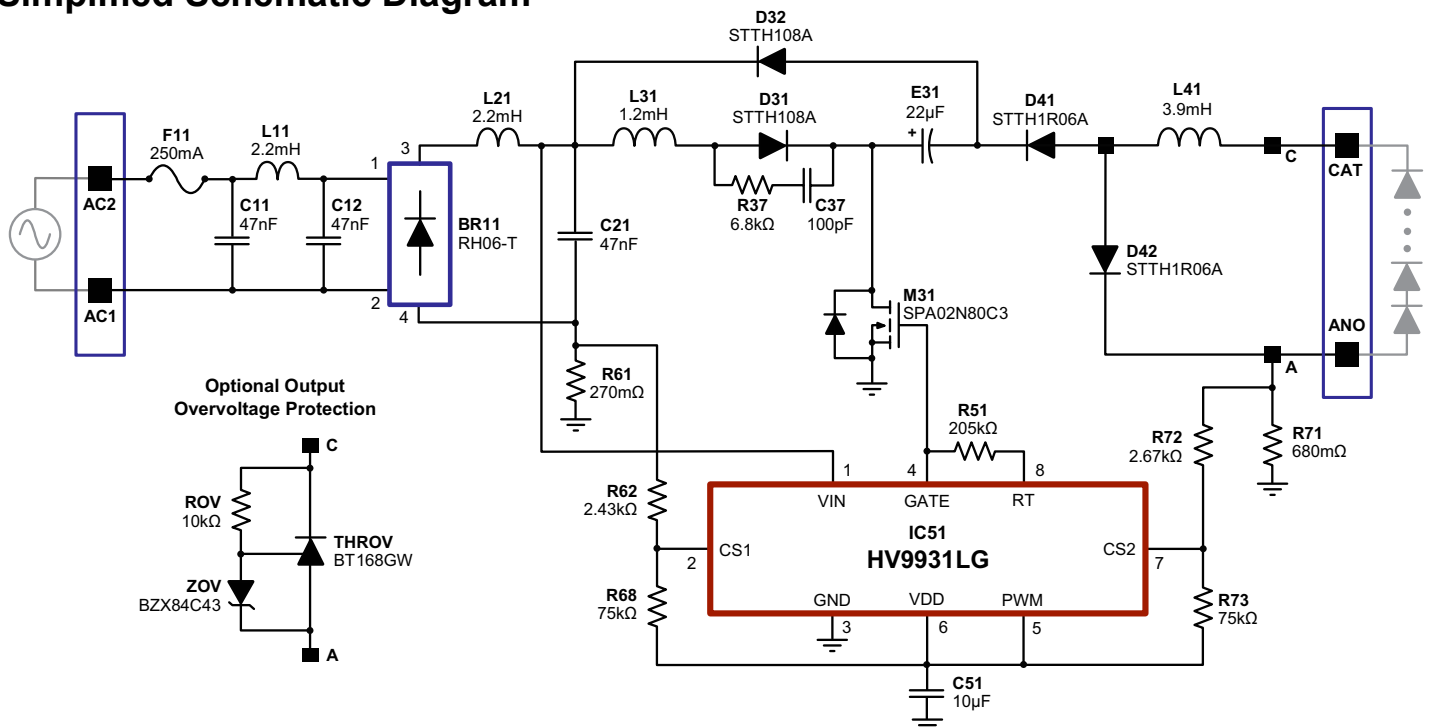 Simplified Schematic Diagram
D32
STTH108A
L21
2.2mH
L31
1.2mH
D31
STTH108A
E31
22µF
+
D41
STTH1R06A
L41
3.9mH
F11
250mA
L11
2.2mH
1
3
AC2
C
CAT
C11
47nF
C12
47nF
BR11
RH06-T
R37
6.8kΩ
C37
100pF
C21
47nF
D42
STTH1R06A
M31
SPA02N80C3
AC1
2
4
ANO
A
Optional Output
Overvoltage Protection
R61
270mΩ
R51
205kΩ
R72
2.67kΩ
R71
680mΩ
C
1
4
8
R62
2.43kΩ
VIN
GATE
RT
ROV
10kΩ
IC51
HV9931LG
THROV
BT168GW
CS1
2
CS2
7
ZOV
BZX84C43
R68
75kΩ
GND
VDD
PWM
R73
75kΩ
3
6
5
A
C51
10µF